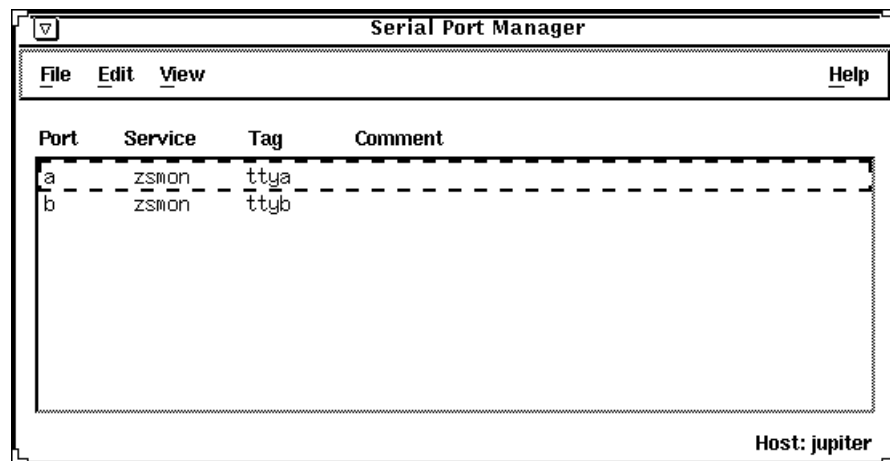 Serial Port Manager
File Edit View Help
Port Service Tag Comment
a zsmon ttya
b zsmon ttyb
Host: jupiter